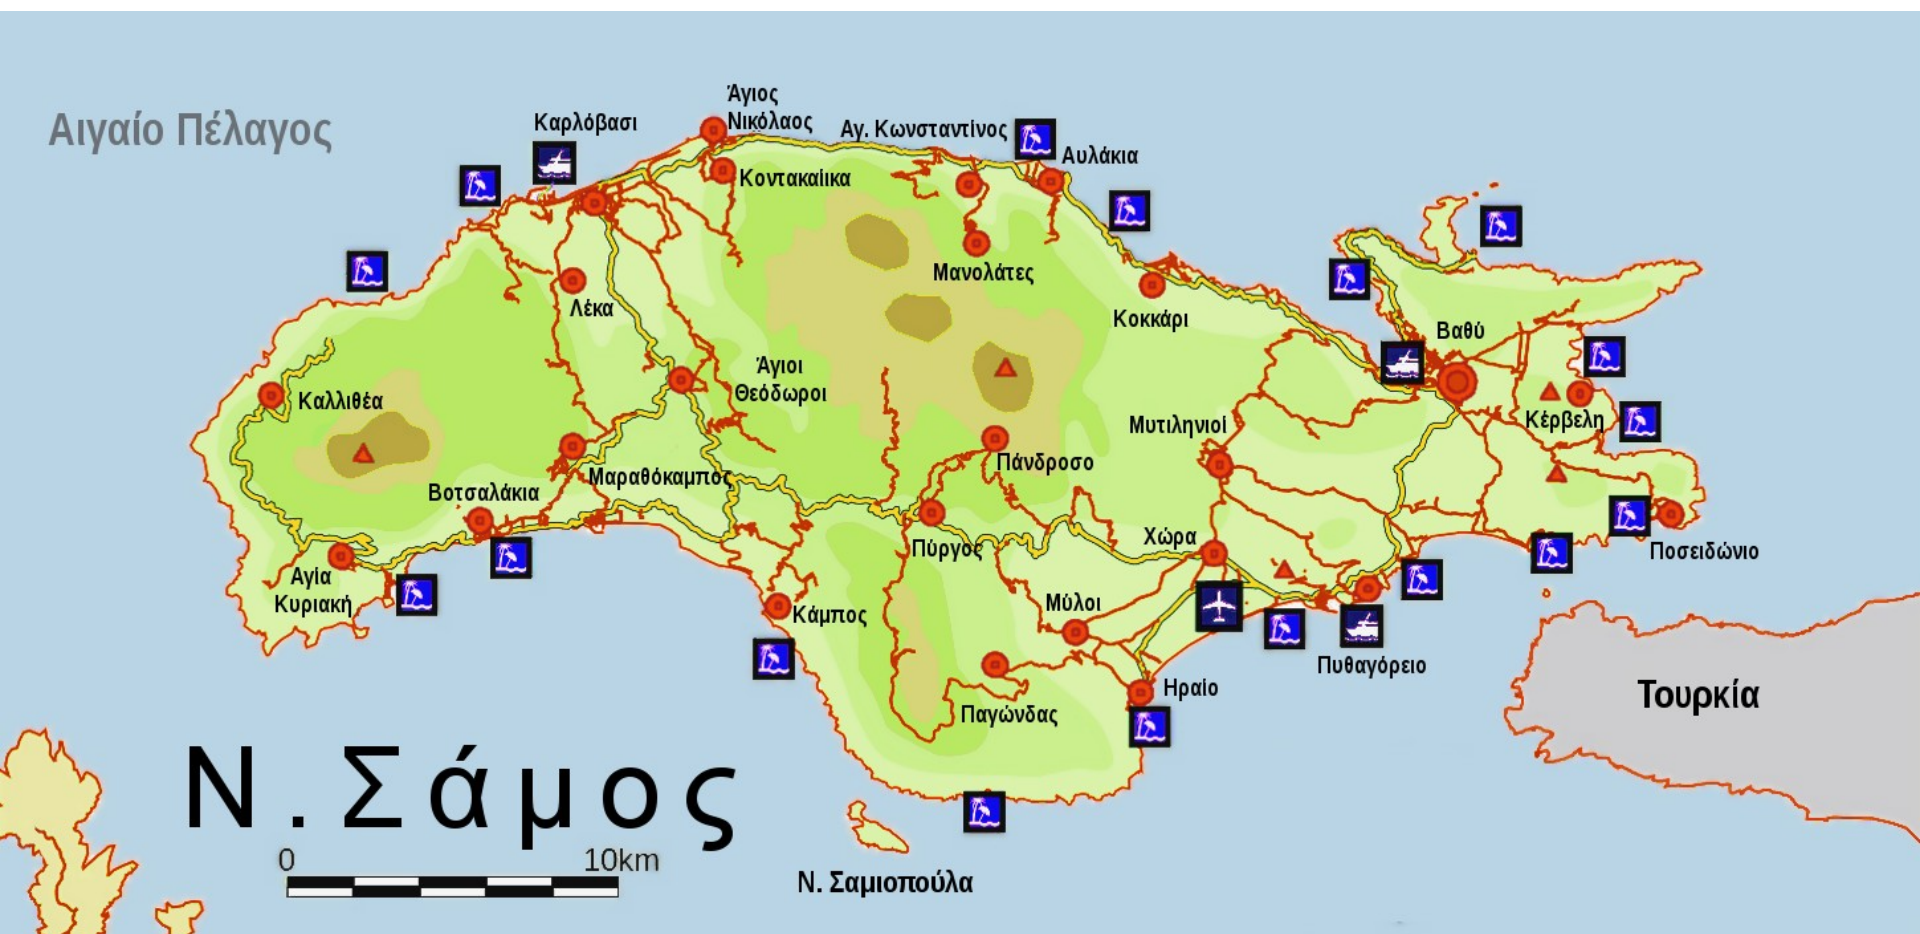 Αιγαίο Πέλαγος
Καρλόβασι
Άγιος
Νικόλαος
Κοντακαίικα
Αγ. Κωνσταντίνος
Αυλάκια
Μανολάτες
Λέκα
Κοκκάρι
Βαθύ
Άγιοι
Θεόδωροι
Καλλιθέα
Κέρβελη
Μυτιληνιοί
Πάνδροσο
Μαραθόκαμπος
Βοτσαλάκια
Χώρα
Πύργος
Ποσειδώνιο
Αγία
Κυριακή
Κάμπος
Μύλοι
Πυθαγόρειο
Ηραίο
Παγώνδας
Τουρκία
Ν.Σάμος
0 10km
Ν. Σαμιοπούλα